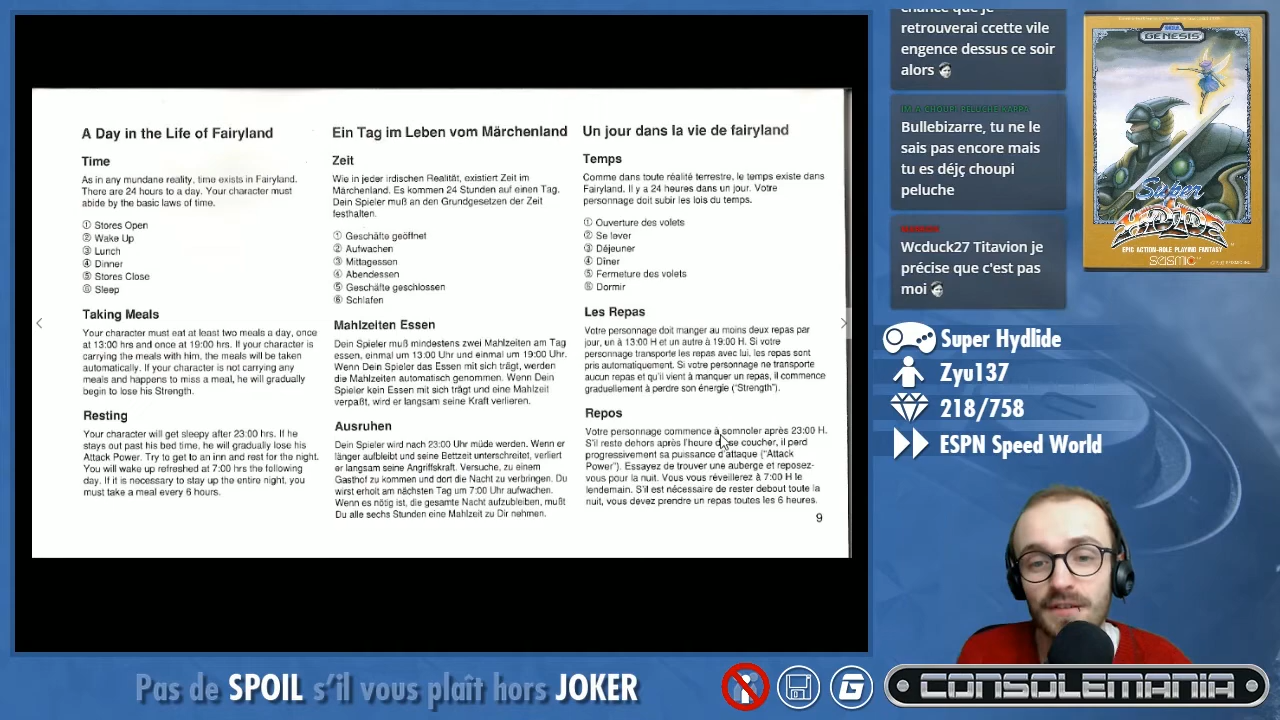 A Day in the Life of Fairyland
Time
As in any mundane reality, time exists in Fairyland.
There are 24 hours to a day. Your character must
abide by the basic laws of time.
① Stores Open
② Wake Up
③ Lunch
④ Dinner
⑤ Stores Close
⑥ Sleep
Taking Meals
Your character must eat at least two meals a day, once
at 13:00 hrs and once at 19:00 hrs. If your character is
carrying the meals with him, the meals will be taken
automatically. If your character is not carrying any
meals and happens to miss a meal, he will gradually
begin to lose his Strength.
Resting
Your character will get sleepy after 23:00 hrs. If he
stays out past his bed time, he will gradually lose his
Attack Power. Try to get to an inn and rest for the night.
You will wake up refreshed at 7:00 hrs the following
day. If it is necessary to stay up the entire night, you
must take a meal every 6 hours.
Ein Tag im Leben vom Märchenland
Zeit
Wie in jeder irdischen Realität, existiert Zeit im
Märchenland. Es kommen 24 Stunden auf einen Tag.
Dein Spieler muß an den Grundgesetzen der Zeit
festhalten.
① Geschäfte geöffnet
② Aufwachen
③ Mittagessen
④ Abendessen
⑤ Geschäfte geschlossen
⑥ Schlafen
Mahlzeiten Essen
Dein Spieler muß mindestens zwei Mahlzeiten am Tag
essen, einmal um 13:00 Uhr und einmal um 19:00 Uhr.
Wenn Dein Spieler das Essen mit sich trägt, werden
die Mahlzeiten automatisch genommen. Wenn Dein
Spieler kein Essen mit sich trägt und eine Mahlzeit
verpaßt, wird er langsam seine Kraft verlieren.
Ausruhen
Dein Spieler wird nach 23:00 Uhr müde werden. Wenn er
länger aufbleibt und seine Bettzeit unterschreitet, verliert
er langsam seine Angriffskraft. Versuche, zu einem
Gasthof zu kommen und dort die Nacht zu verbringen. Du
wirst erholt am nächsten Tag um 7:00 Uhr aufwachen.
Wenn es nötig ist, die gesamte Nacht aufzubleiben, mußt
Du alle sechs Stunden eine Mahlzeit zu Dir nehmen.
Un jour dans la vie de fairyland
Temps
Comme dans toute réalité terrestre, le temps existe dans
Fairyland. Il y a 24 heures dans un jour. Votre
personnage doit subir les lois du temps.
① Ouverture des volets
② Se lever
③ Déjeuner
④ Dîner
⑤ Fermeture des volets
⑥ Dormir
Les Repas
Votre personnage doit manger au moins deux repas par
jour, un à 13:00 H et un autre à 19:00 H. Si votre
personnage transporte les repas avec lui, les repas sont
pris automatiquement. Si votre personnage ne transporte
aucun repas et qu'il vient à manquer un repas, il commence
graduellement à perdre son énergie ("Strength").
Repos
Votre personnage commence à somnoler après 23:00 H.
S'il reste dehors après l'heure de se coucher, il perd
progressivement sa puissance d'attaque ("Attack
Power"). Essayez de trouver une auberge et reposez-
vous pour la nuit. Vous vous réveillerez à 7:00 H le
lendemain. S'il est nécessaire de rester debout toute la
nuit, vous devez prendre un repas toutes les 6 heures.
9
chance que je
retrouverai ccette vile
engence dessus ce soir
alors
Bullebizarre, tu ne le
sais pas encore mais
tu es déjç choupi
peluche
Wcduck27 Titavion je
précise que c'est pas
moi
SEGA
GENESIS
Super
HYDLIDE
EPIC ACTION-ROLE PLAYING FANTASY
SEISMIC
Super Hydlide
Zyu137
218/758
ESPN Speed World
Pas de SPOIL s'il vous plaît hors JOKER
G
CONSOLEMANIA